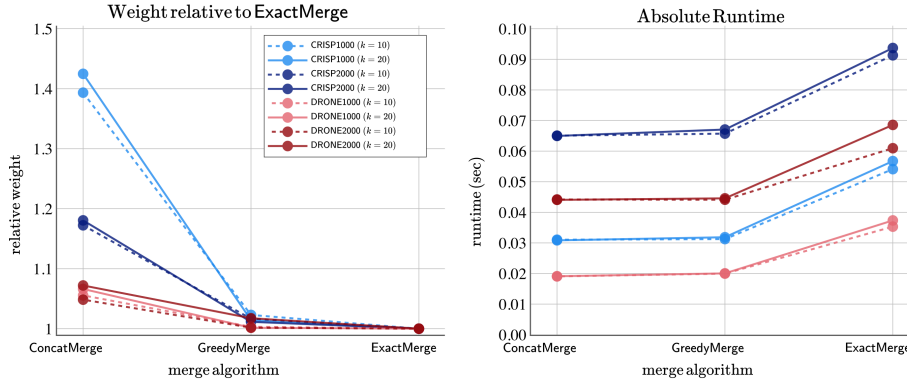 Weight relative to ExactMerge
1.5
1.4
1.3
1.2
1.1
1
relative weight
CRISP1000 (k = 10)
CRISP1000 (k = 20)
CRISP2000 (k = 10)
CRISP2000 (k = 20)
DRONE1000 (k = 10)
DRONE1000 (k = 20)
DRONE2000 (k = 10)
DRONE2000 (k = 20)
ConcatMerge GreedyMerge ExactMerge
merge algorithm
Absolute Runtime
0.10
0.09
0.08
0.07
0.06
0.05
0.04
0.03
0.02
0.01
0.00
runtime (sec)
ConcatMerge GreedyMerge ExactMerge
merge algorithm